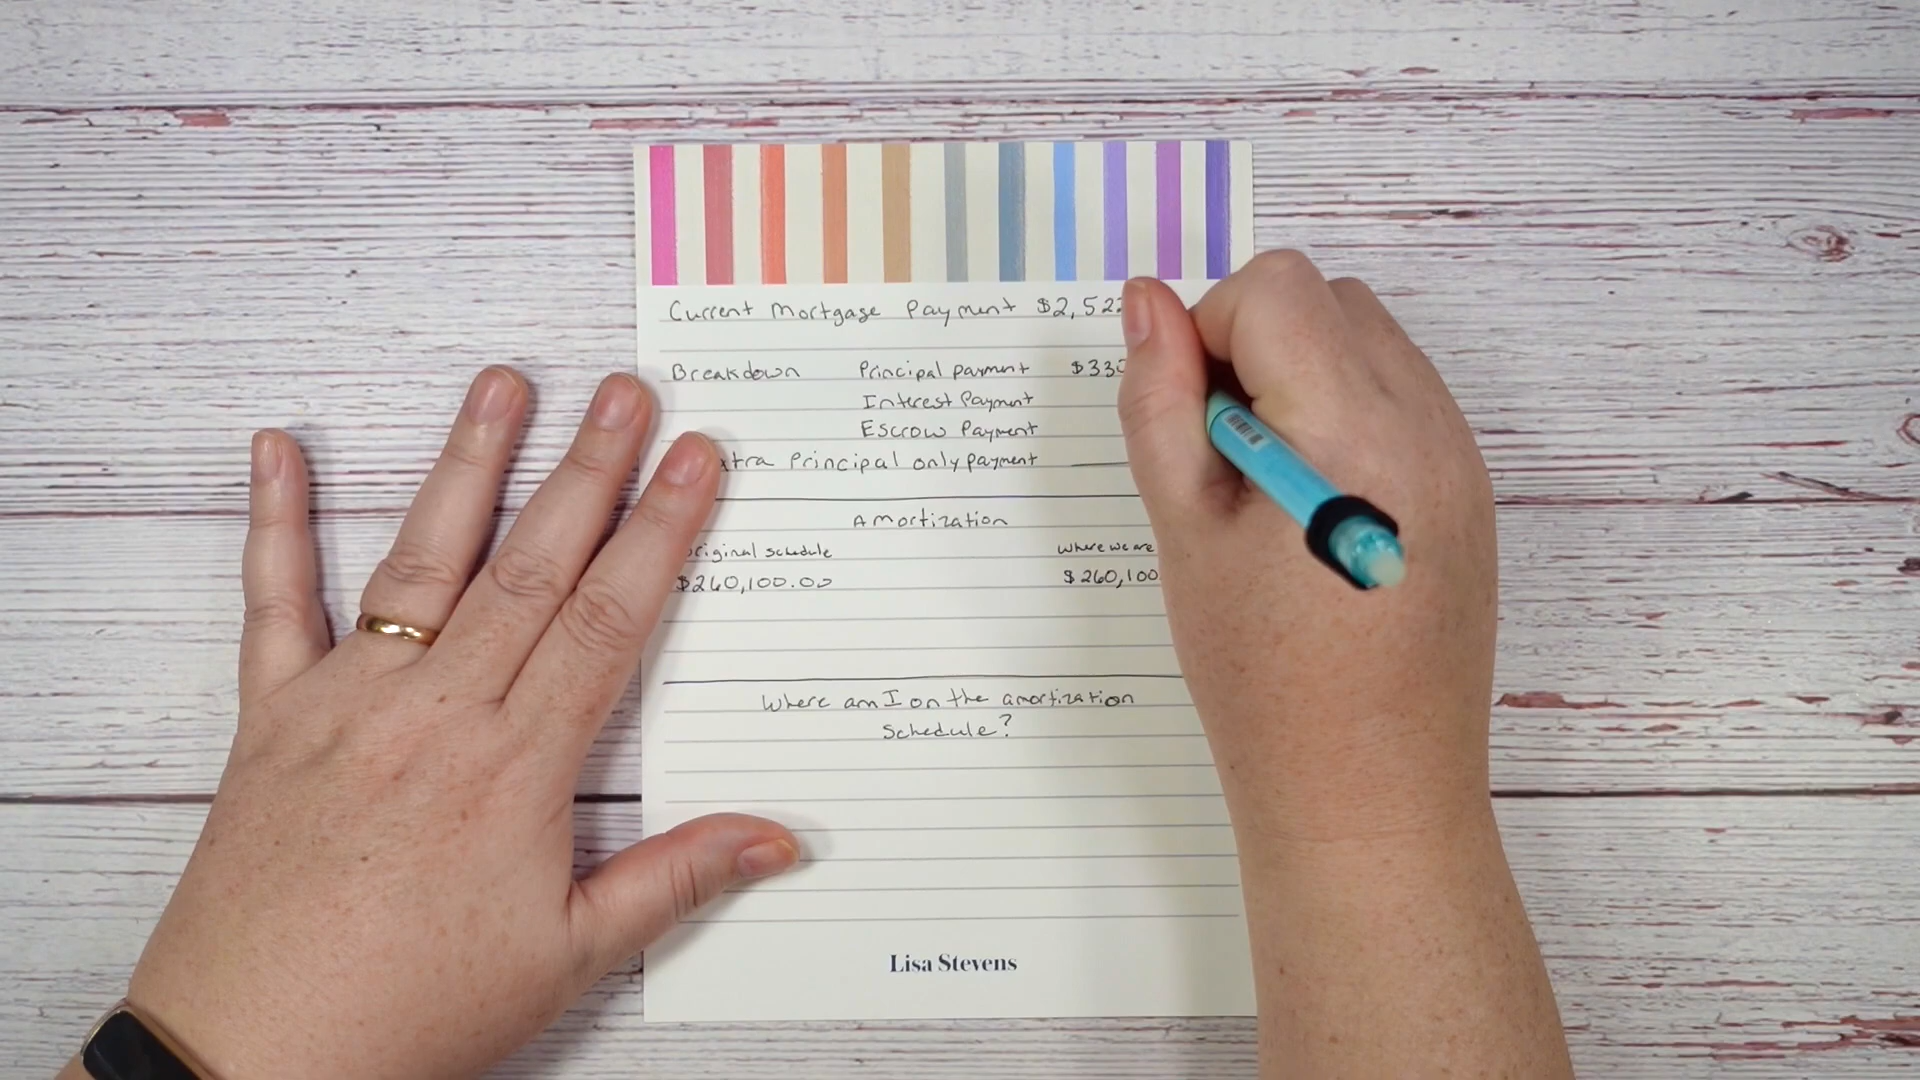 Current Mortgage Payment $2,52
Breakdown Principal payment $33
Interest Payment
Escrow Payment
xtra Principal only payment
Amortization
original schedule where we are
$260,100.00 $260,100
Where am I on the amortization
schedule?
Lisa Stevens